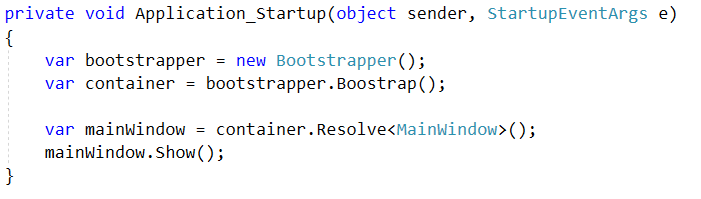 private void Application_Startup(object sender, StartupEventArgs e)
{
    var bootstrapper = new Bootstrapper();
    var container = bootstrapper.Boostrap();

    var mainWindow = container.Resolve<MainWindow>();
    mainWindow.Show();
}